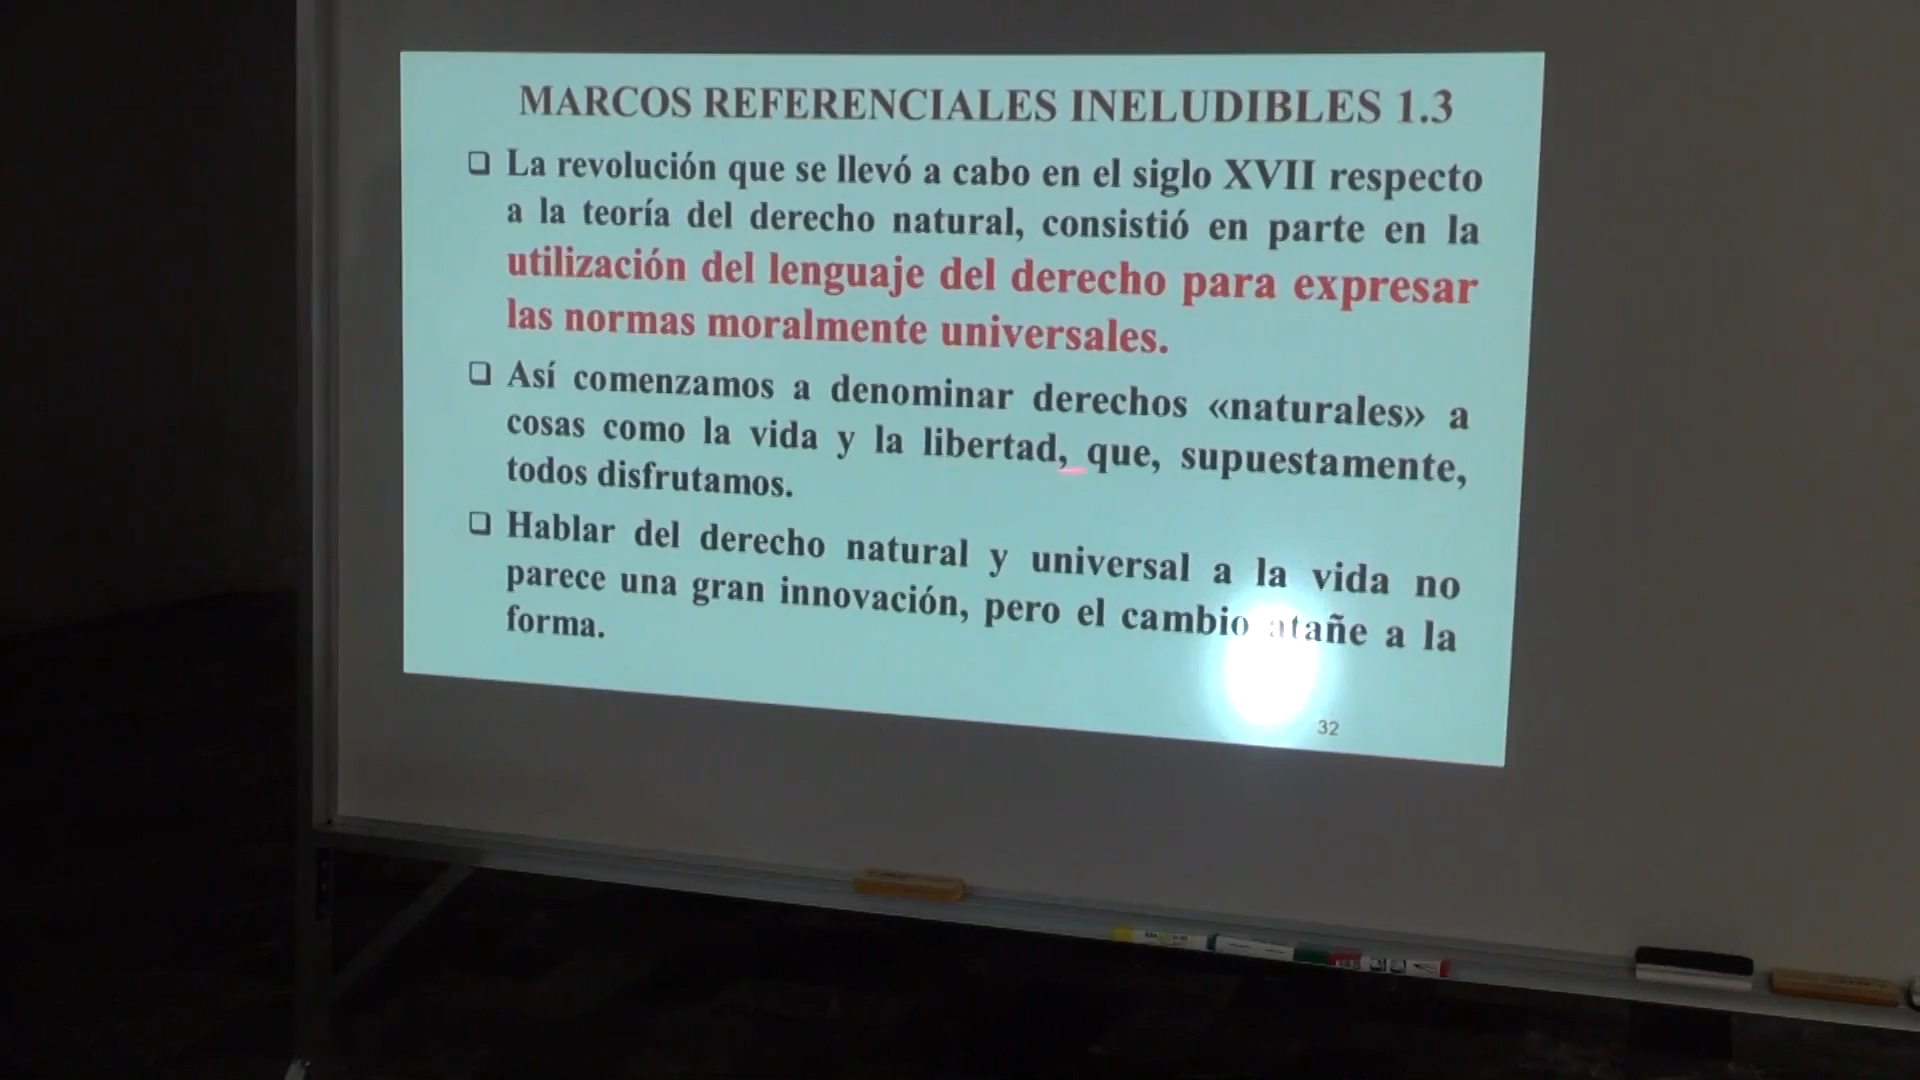 MARCOS REFERENCIALES INELUDIBLES 1.3
La revolución que se llevó a cabo en el siglo XVII respecto
a la teoría del derecho natural, consistió en parte en la
utilización del lenguaje del derecho para expresar
las normas moralmente universales.
Así comenzamos a denominar derechos «naturales» a
cosas como la vida y la libertad, que, supuestamente,
todos disfrutamos.
Hablar del derecho natural y universal a la vida no
parece una gran innovación, pero el cambio atañe a la
forma.
32